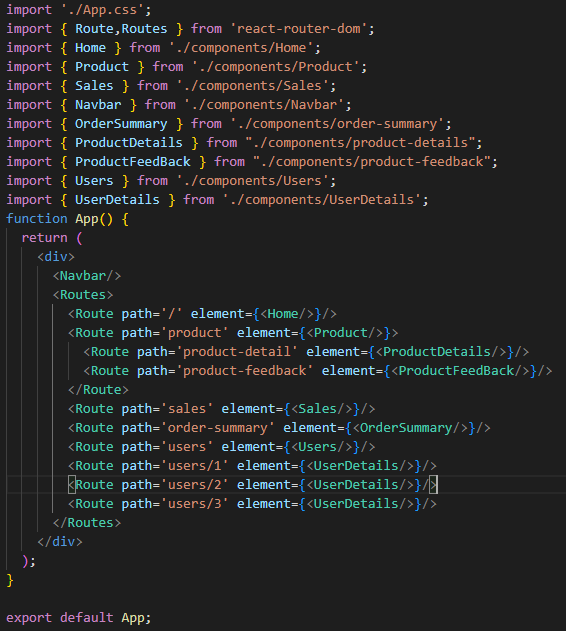 import './App.css';
import { Route,Routes } from 'react-router-dom';
import { Home } from './components/Home';
import { Product } from './components/Product';
import { Sales } from './components/Sales';
import { Navbar } from './components/Navbar';
import { OrderSummary } from './components/order-summary';
import { ProductDetails } from "./components/product-details";
import { ProductFeedBack } from "./components/product-feedback";
import { Users } from './components/Users';
import { UserDetails } from './components/UserDetails';
function App() {
  return (
    <div>
      <Navbar/>
      <Routes>
        <Route path='/' element={<Home/>}/>
        <Route path='product' element={<Product/>}>
          <Route path='product-detail' element={<ProductDetails/>}/>
          <Route path='product-feedback' element={<ProductFeedBack/>}/>
        </Route>
        <Route path='sales' element={<Sales/>}/>
        <Route path='order-summary' element={<OrderSummary/>}/>
        <Route path='users' element={<Users/>}/>
        <Route path='users/1' element={<UserDetails/>}/>
        <Route path='users/2' element={<UserDetails/>}/>
        <Route path='users/3' element={<UserDetails/>}/>
      </Routes>
    </div>
  );
}

export default App;